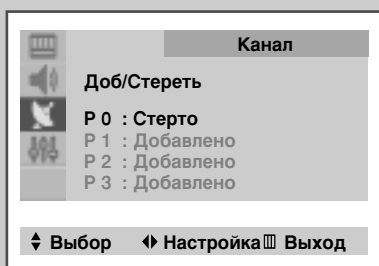 Канал
Доб/Стереть
P 0 : Стерто
P 1 : Добавлено
P 2 : Добавлено
P 3 : Добавлено
Выбор Настройка Выход